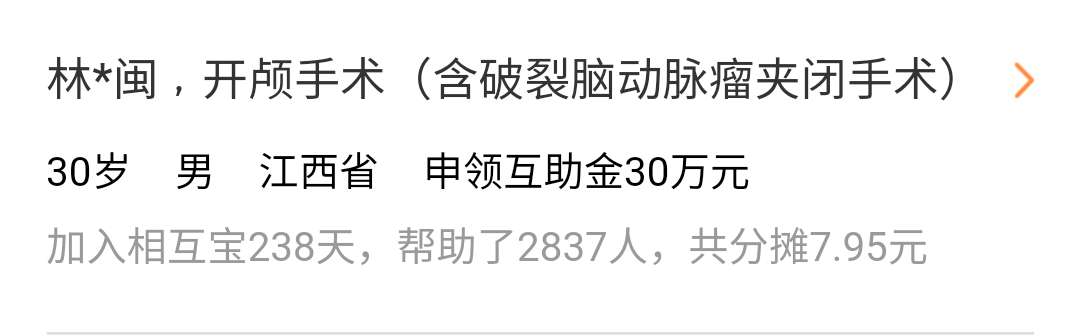 林*闽，开颅手术（含破裂脑动脉瘤夹闭手术）
30岁 男 江西省 申领互助金30万元
加入相互宝238天，帮助了2837人，共分摊7.95元